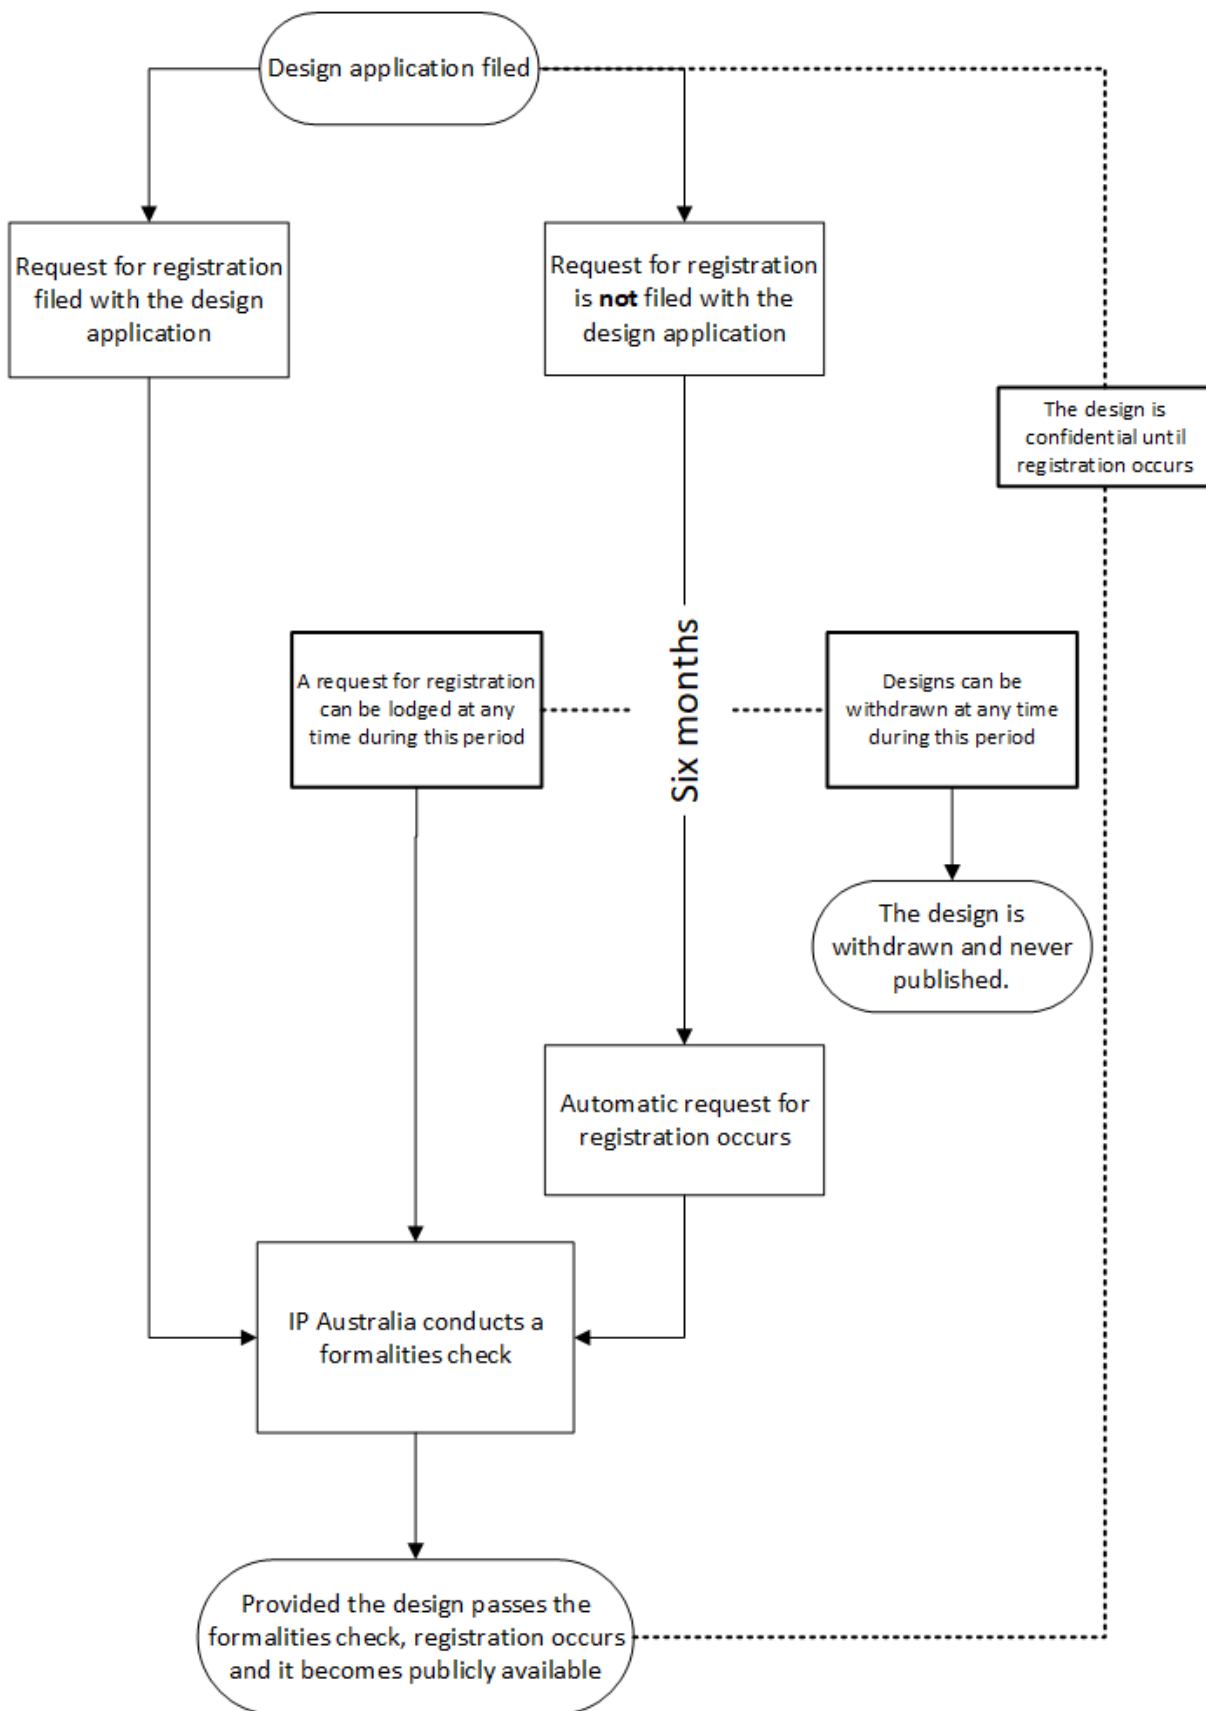 Design application filed
Request for registration
filed with the design
application
Request for registration
is not filed with the
design application
The design is
confidential until
registration occurs
A request for registration
can be lodged at any
time during this period
Six months
Designs can be
withdrawn at any time
during this period
The design is
withdrawn and never
published.
Automatic request for
registration occurs
IP Australia conducts a
formalities check
Provided the design passes the
formalities check, registration occurs
and it becomes publicly available